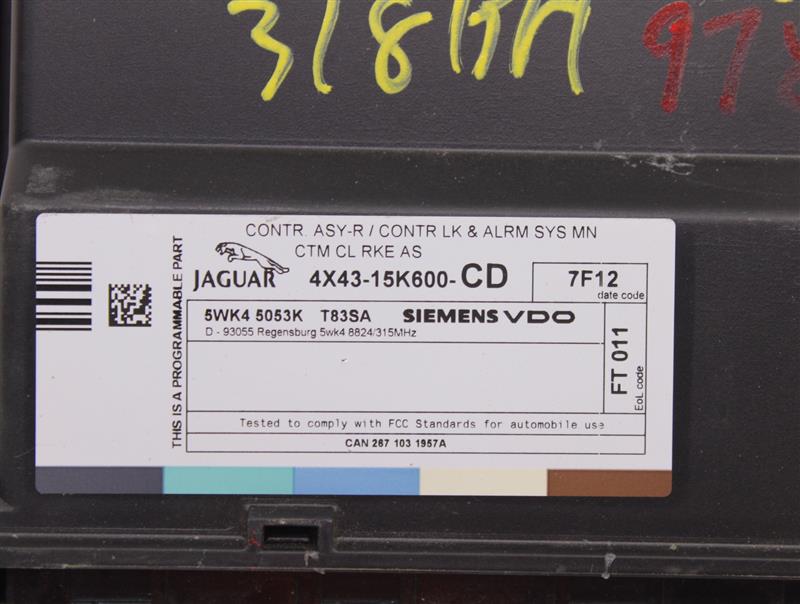 318
978
CONTR. ASY-R / CONTR LK & ALRM SYS MN
CTM CL RKE AS
JAGUAR 4X43-15K600-CD
7F12
date code
5WK4 5053K T83SA SIEMENS VDO
D - 93055 Regensburg 5wk4 8824/315MHz
FT 011
EoL code
Tested to comply with FCC Standards for automobile use
CAN 267 103 1957A
THIS IS A PROGRAMMABLE PART